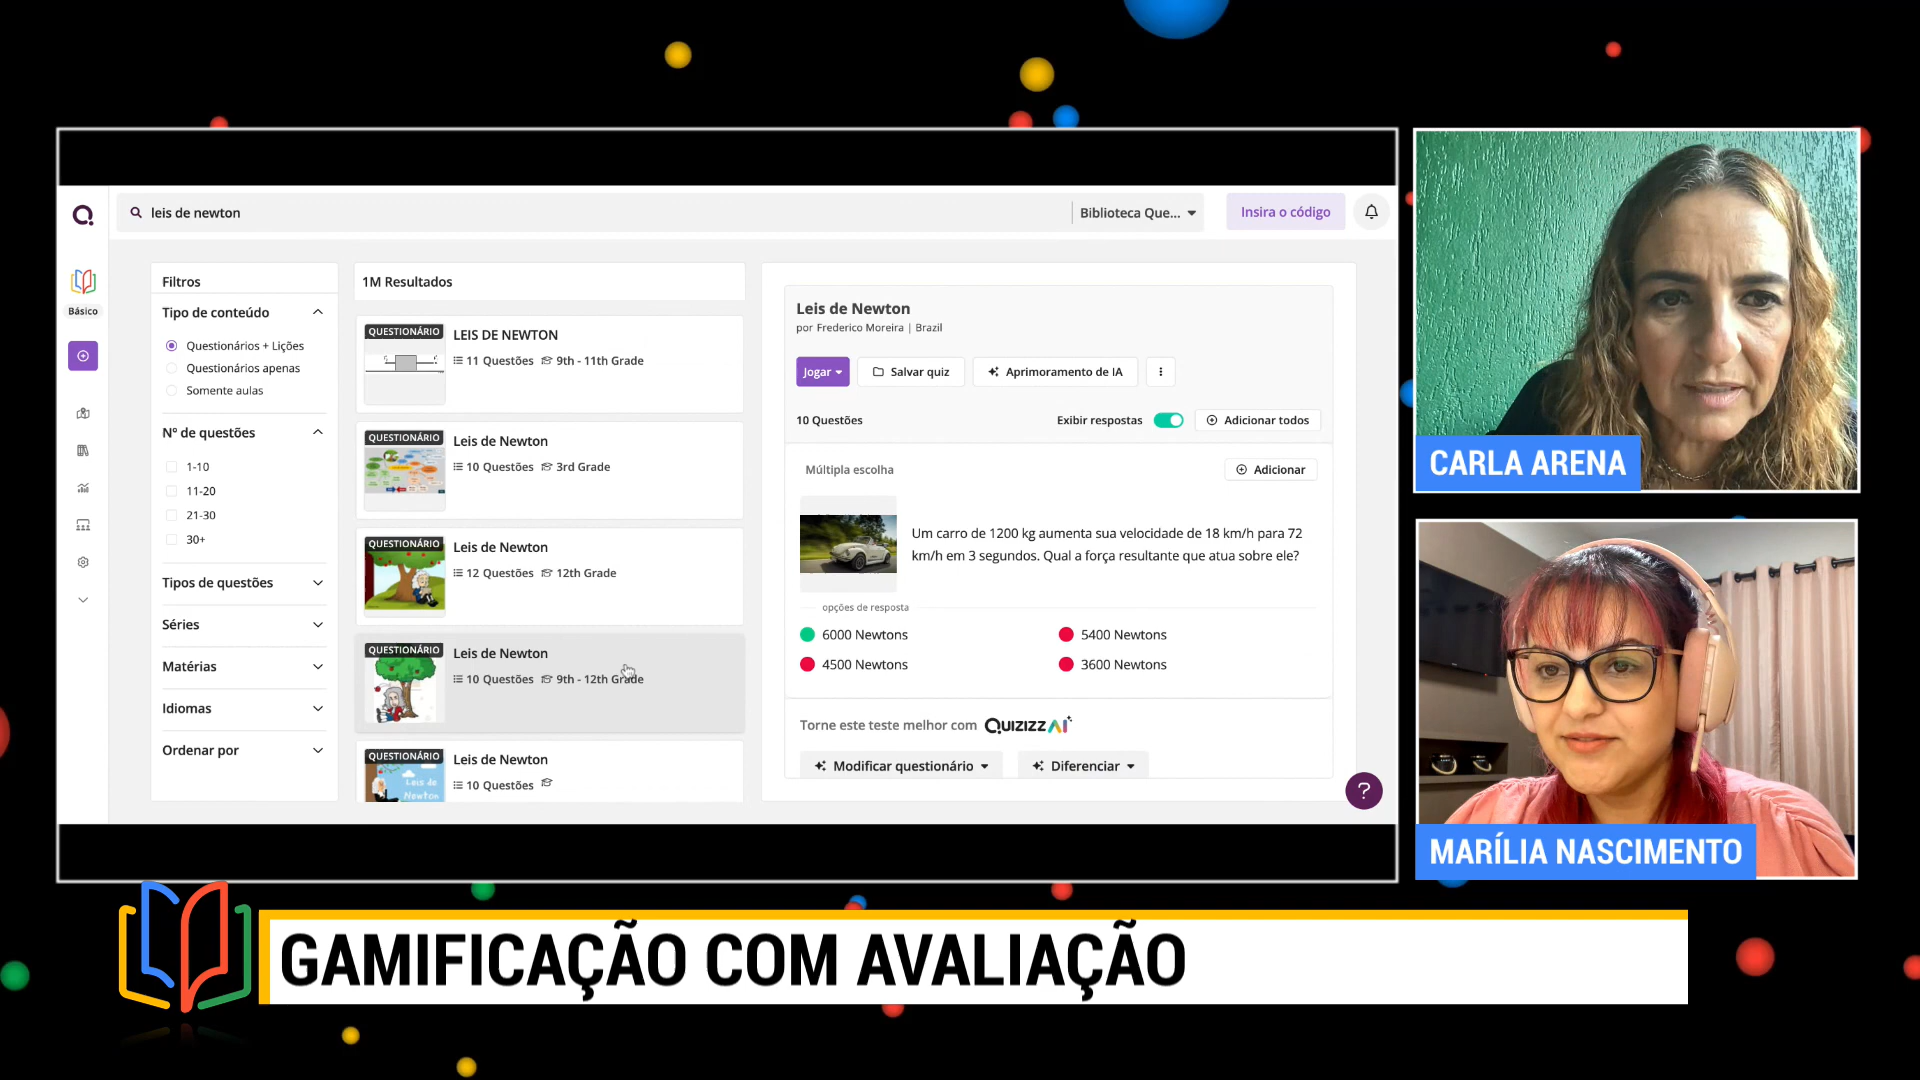 leis de newton
Biblioteca Que...
Insira o código
Básico
Filtros
Tipo de conteúdo
Questionários + Lições
Questionários apenas
Somente aulas
Nº de questões
1-10
11-20
21-30
30+
Tipos de questões
Séries
Matérias
Idiomas
Ordenar por
1M Resultados
QUESTIONÁRIO
LEIS DE NEWTON
11 Questões 9th - 11th Grade
QUESTIONÁRIO
Leis de Newton
10 Questões 3rd Grade
QUESTIONÁRIO
Leis de Newton
12 Questões 12th Grade
QUESTIONÁRIO
Leis de Newton
10 Questões 9th - 12th Grade
QUESTIONÁRIO
Leis de Newton
10 Questões
Leis de
Newton
Leis de Newton
por Frederico Moreira | Brazil
Jogar
Salvar quiz
Aprimoramento de IA
10 Questões
Exibir respostas
Adicionar todos
Múltipla escolha
Adicionar
Um carro de 1200 kg aumenta sua velocidade de 18 km/h para 72
km/h em 3 segundos. Qual a força resultante que atua sobre ele?
opções de resposta
6000 Newtons
5400 Newtons
4500 Newtons
3600 Newtons
Torne este teste melhor com QUIZIZZ AI
Modificar questionário
Diferenciar
?
CARLA ARENA
MARÍLIA NASCIMENTO
GAMIFICAÇÃO COM AVALIAÇÃO